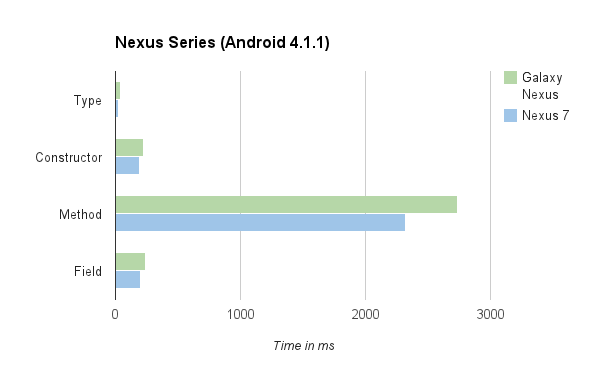 Nexus Series (Android 4.1.1)
Galaxy
Nexus
Nexus 7
Type
Constructor
Method
Field
0 1000 2000 3000
Time in ms